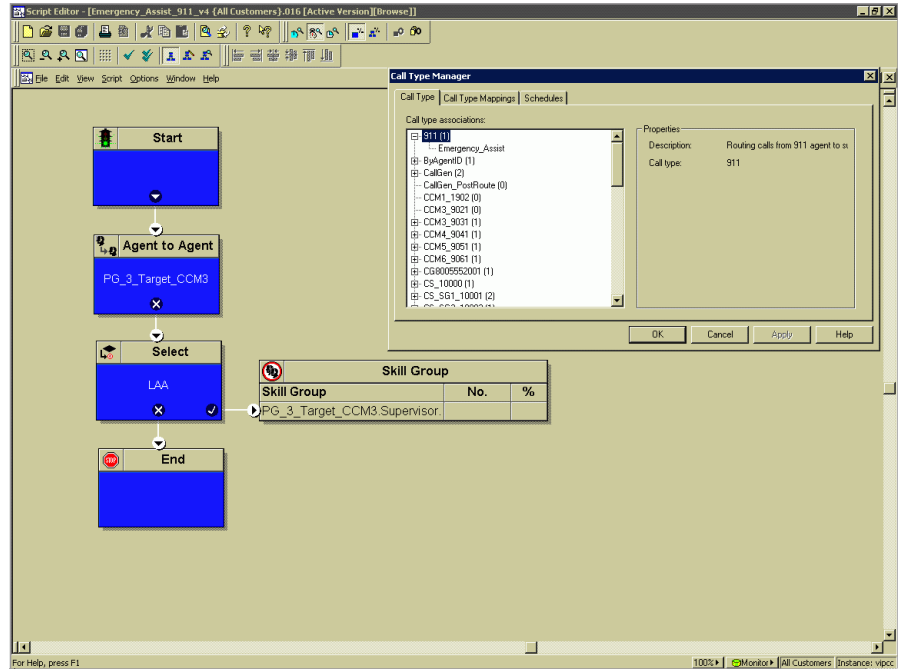 Script Editor - [Emergency_Assist_911_v4 {All Customers}.016 [Active Version][Browse]]
File Edit View Script Options Window Help
Call Type Manager
Call Type Call Type Mappings Schedules
Call type associations:
911 (1)
Emergency_Assist
ByAgentID (1)
CallGen (2)
CallGen_PostRoute (0)
CCM1_1902 (0)
CCM3_9021 (0)
CCM3_9031 (1)
CCM4_9041 (1)
CCM5_9051 (1)
CCM6_9061 (1)
CG8005552001 (1)
CS_10000 (1)
CS_SG1_10001 (2)
Properties
Description: Routing calls from 911 agent to su
Call type: 911
OK Cancel Apply Help
Start
Agent to Agent
PG_3_Target_CCM3
Select
LAA
Skill Group
Skill Group No. %
PG_3_Target_CCM3.Supervisor.
End
STOP
For Help, press F1
100% Monitor All Customers Instance: vipcc